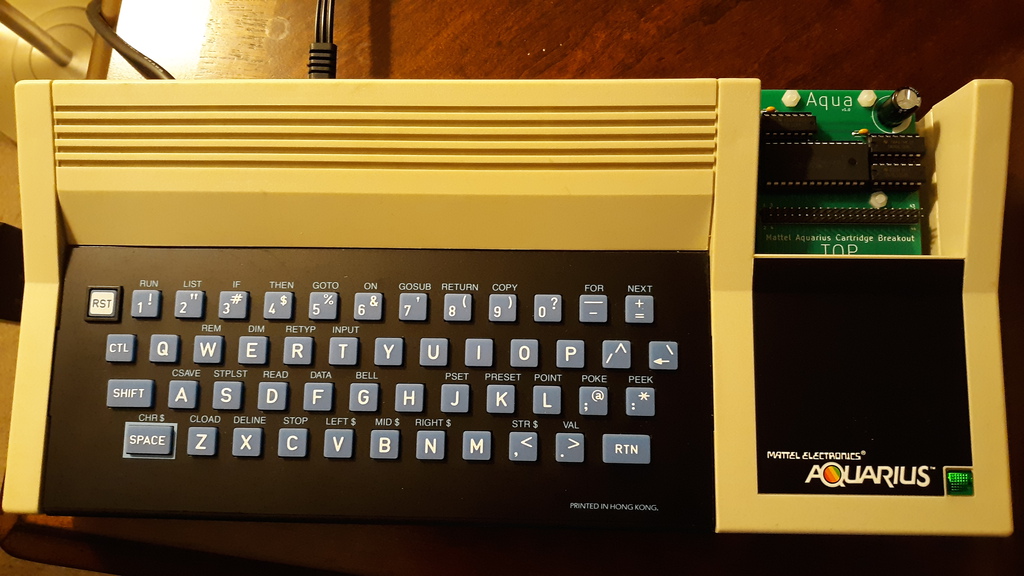 Aqua
Mattel Aquarius Cartridge Breakout
TOP
RUN LIST IF THEN GOTO ON GOSUB RETURN COPY FOR NEXT
RST 1 ! 2 " 3 # 4 $ 5 % 6 & 7 ' 8 ( 9 ) 0 ? — - + =
REM DIM RETYP INPUT
CTL Q W E R T Y U I O P / ^ ← \
CSAVE STPLST READ DATA BELL PSET PRESET POINT POKE PEEK
SHIFT A S D F G H J K L ; @ : *
CHR $ CLOAD DELINE STOP LEFT $ MID $ RIGHT $ STR $ VAL
SPACE Z X C V B N M , < . > RTN
MATTEL ELECTRONICS®
AQUARIUS™
PRINTED IN HONG KONG.